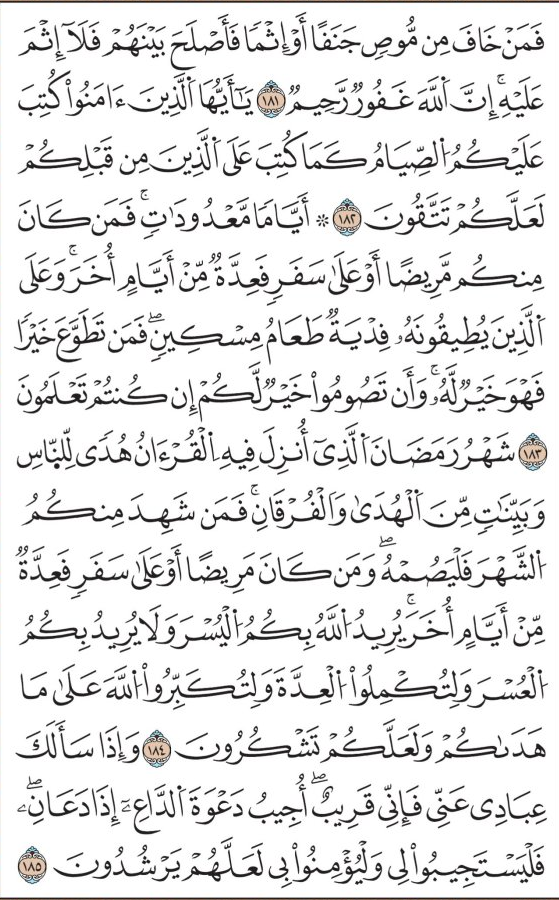 فَمَنْ خَافَ مِن مُّوصٍ جَنَفًا أَوْ إِثْمًا فَأَصْلَحَ بَيْنَهُمْ فَلَآ إِثْمَ
عَلَيْهِۚ إِنَّ ٱللَّهَ غَفُورٌ رَّحِيمٌ ١٨١ يَـٰٓأَيُّهَا ٱلَّذِينَ ءَامَنُواْ كُتِبَ
عَلَيْكُمُ ٱلصِّيَامُ كَمَا كُتِبَ عَلَى ٱلَّذِينَ مِن قَبْلِكُمْ
لَعَلَّكُمْ تَتَّقُونَ ١٨٢ ۞ أَيَّامًا مَّعْدُودَٰتٍۚ فَمَن كَانَ
مِنكُم مَّرِيضًا أَوْ عَلَىٰ سَفَرٍ فَعِدَّةٌ مِّنْ أَيَّامٍ أُخَرَۚ وَعَلَى
ٱلَّذِينَ يُطِيقُونَهُۥ فِدْيَةٌ طَعَامُ مِسْكِينٍۖ فَمَن تَطَوَّعَ خَيْرًا
فَهْوَ خَيْرٌ لَّهُۥۚ وَأَن تَصُومُواْ خَيْرٌ لَّكُمْ إِن كُنتُمْ تَعْلَمُونَ
١٨٣ شَهْرُ رَمَضَانَ ٱلَّذِىٓ أُنزِلَ فِيهِ ٱلْقُرْءَانُ هُدًى لِّلنَّاسِ
وَبَيِّنَٰتٍ مِّنَ ٱلْهُدَىٰ وَٱلْفُرْقَانِۚ فَمَن شَهِدَ مِنكُمُ
ٱلشَّهْرَ فَلْيَصُمْهُۖ وَمَن كَانَ مَرِيضًا أَوْ عَلَىٰ سَفَرٍ فَعِدَّةٌ
مِّنْ أَيَّامٍ أُخَرَۚ يُرِيدُ ٱللَّهُ بِكُمُ ٱلْيُسْرَ وَلَا يُرِيدُ بِكُمُ
ٱلْعُسْرَ وَلِتُكْمِلُواْ ٱلْعِدَّةَ وَلِتُكَبِّرُواْ ٱللَّهَ عَلَىٰ مَا
هَدَىٰكُمْ وَلَعَلَّكُمْ تَشْكُرُونَ ١٨٤ وَإِذَا سَأَلَكَ
عِبَادِى عَنِّى فَإِنِّى قَرِيبٌۖ أُجِيبُ دَعْوَةَ ٱلدَّاعِۦٓ إِذَا دَعَانِۦۖ
فَلْيَسْتَجِيبُواْ لِى وَلْيُؤْمِنُواْ بِى لَعَلَّهُمْ يَرْشُدُونَ ١٨٥